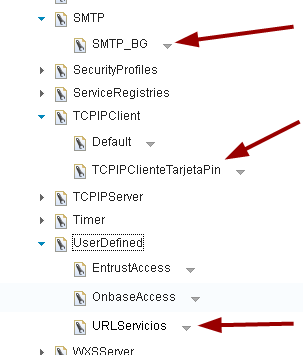 SMTP
SMTP_BG
SecurityProfiles
ServiceRegistries
TCPIPClient
Default
TCPIPClienteTarjetaPin
TCPIPServer
Timer
UserDefined
EntrustAccess
OnbaseAccess
URLServicios
WXSServer